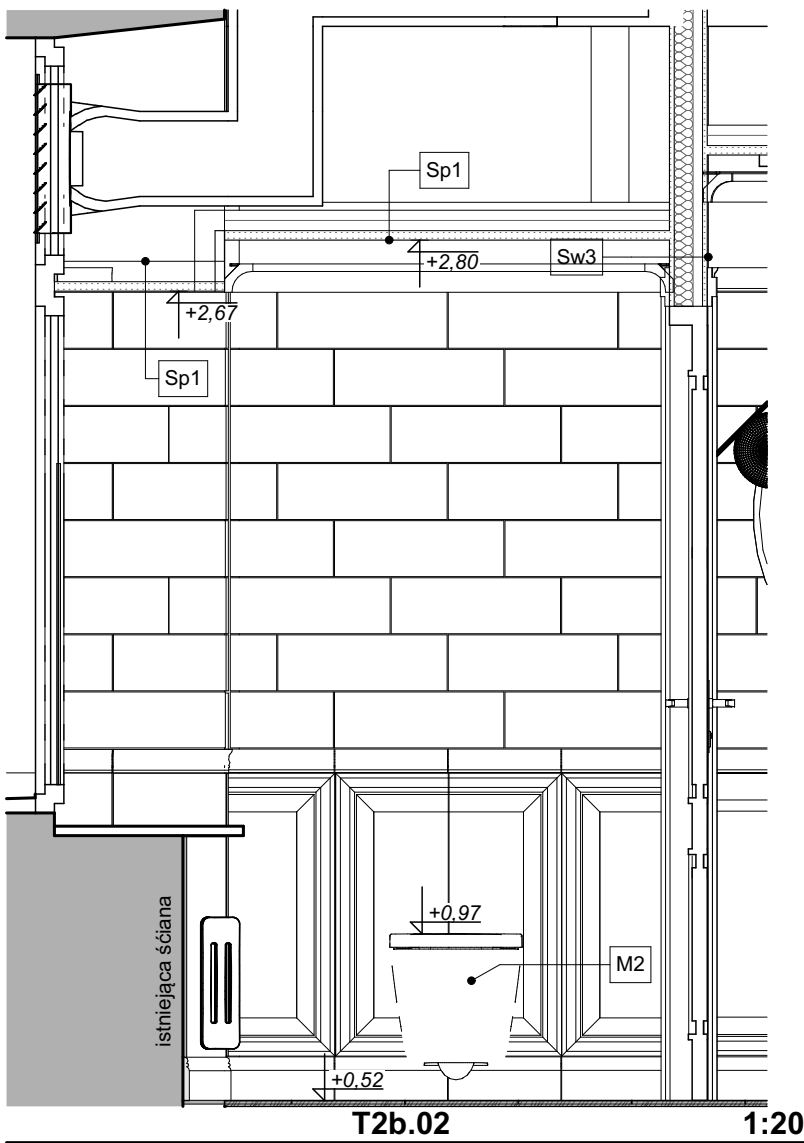 Sp1
+2,80
Sw3
+2,67
Sp1
+0,97
M2
istniejąca ściana
+0,52
T2b.02
1:20